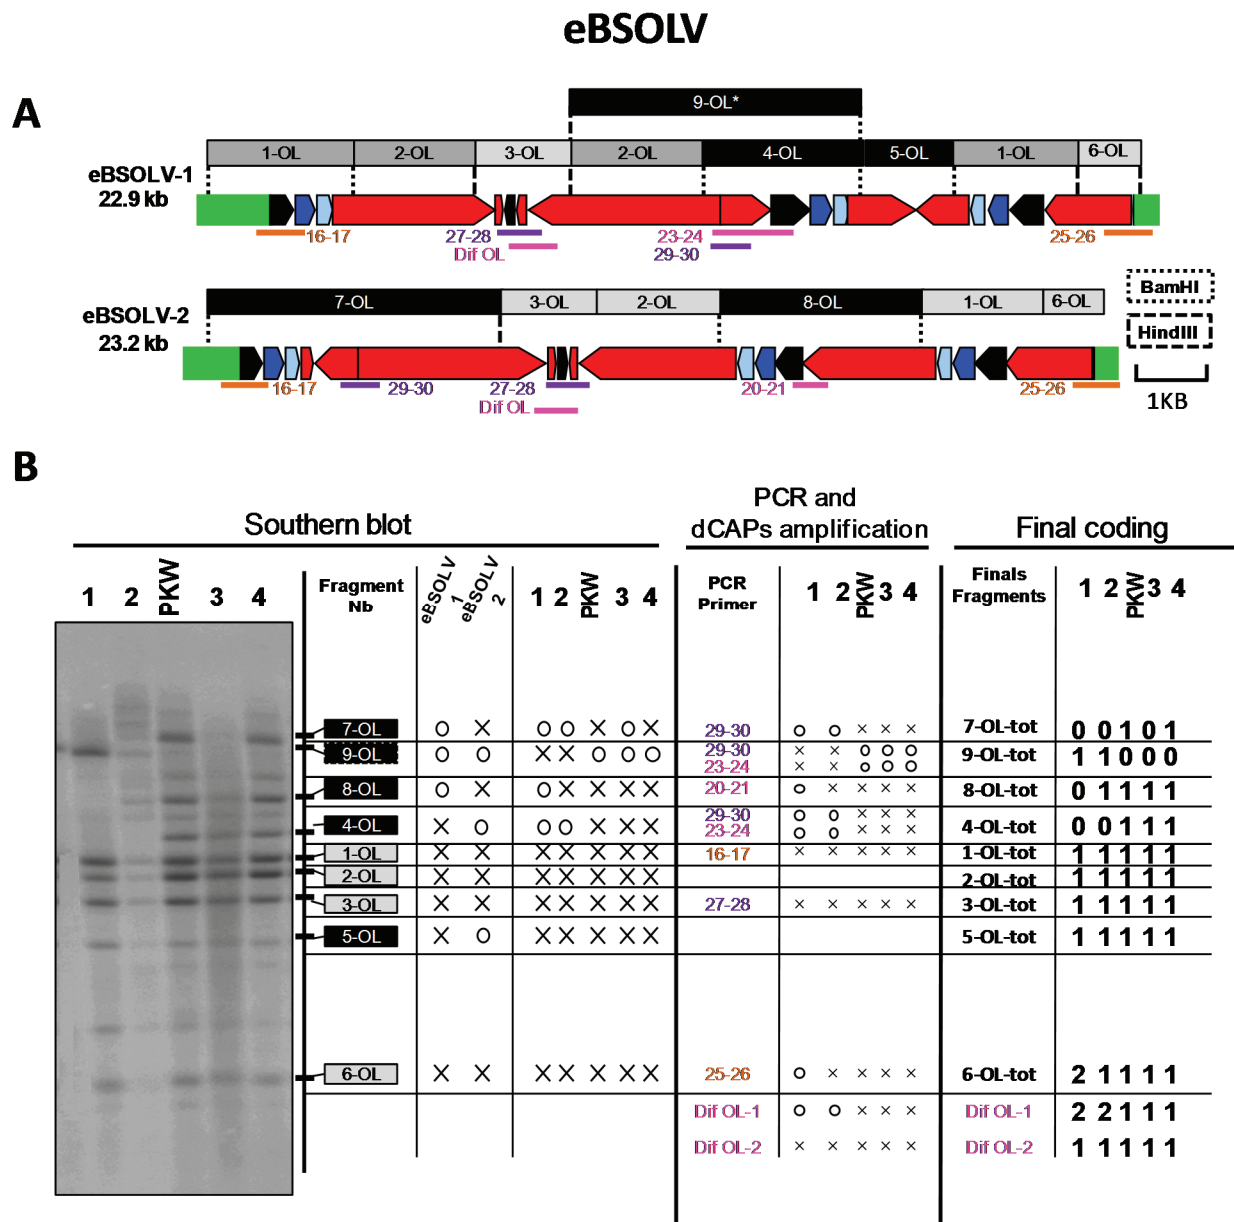 eBSOLV
A
9-OL*
1-OL 2-OL 3-OL 2-OL 4-OL 5-OL 1-OL 6-OL
eBSOLV-1
22.9 kb
16-17 27-28 23-24 25-26
Dif OL 29-30
7-OL 3-OL 2-OL 8-OL 1-OL 6-OL
eBSOLV-2
23.2 kb
BamHI
HindIII
16-17 29-30 27-28 20-21 25-26
Dif OL
1KB
B
Southern blot
PCR and
dCAPs amplification
Final coding
1 2 PKW 3 4
Fragment
Nb
eBSOLV
1
eBSOLV
2
1 2 PKW 3 4
PCR
Primer
1 2 PKW 3 4
Finals
Fragments
1 2 PKW 3 4
7-OL O X O O X O X 29-30 o o x x x 7-OL-tot 0 0 1 0 1
9-OL O O X X O O O 29-30 x x o o o 9-OL-tot 1 1 0 0 0
23-24 x x o o o
8-OL O X O X X X X 20-21 o x x x x 8-OL-tot 0 1 1 1 1
4-OL X O O O X X X 29-30 o o x x x 4-OL-tot 0 0 1 1 1
23-24 o o x x x
1-OL X X X X X X X 16-17 x x x x x 1-OL-tot 1 1 1 1 1
2-OL X X X X X X X 2-OL-tot 1 1 1 1 1
3-OL X X X X X X X 27-28 x x x x x 3-OL-tot 1 1 1 1 1
5-OL X O X X X X X 5-OL-tot 1 1 1 1 1
6-OL X X X X X X X 25-26 o x x x x 6-OL-tot 2 1 1 1 1
Dif OL-1 o o x x x Dif OL-1 2 2 1 1 1
Dif OL-2 x x x x x Dif OL-2 1 1 1 1 1